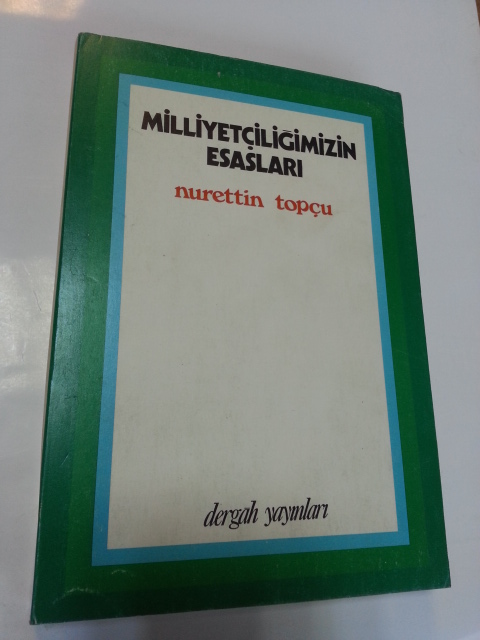 MİLLİYETÇİLİĞİMİZİN
ESASLARI
nurettin topçu
dergah yayınları